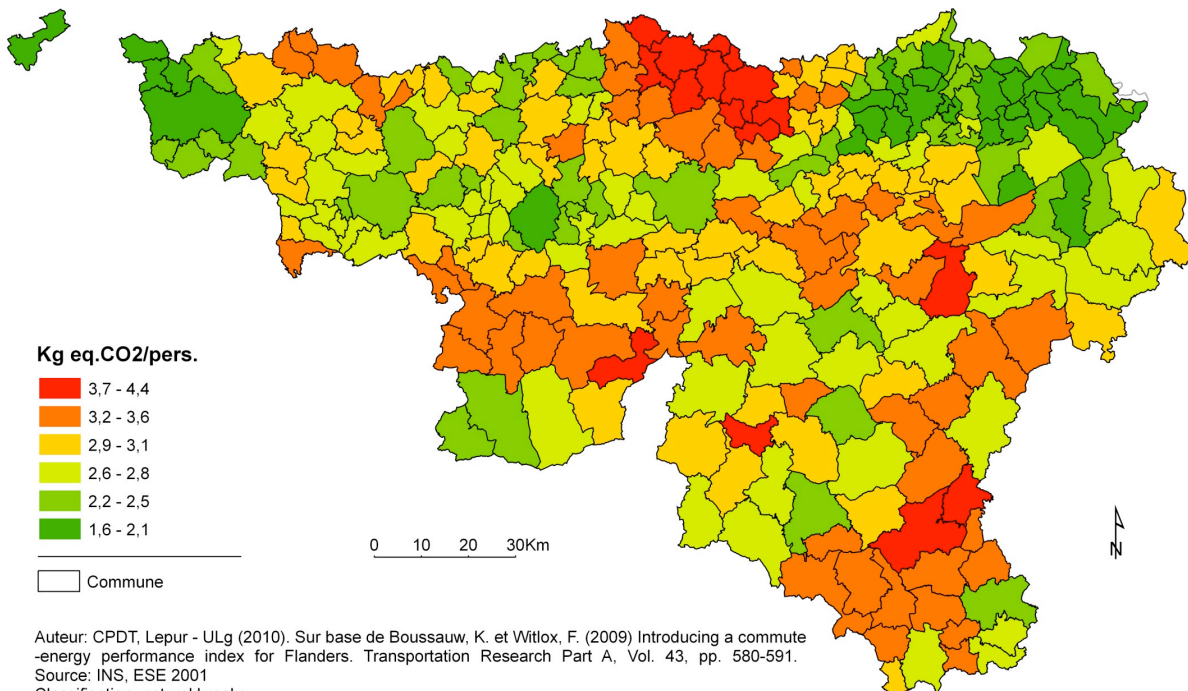 Kg eq.CO2/pers.
3,7 - 4,4
3,2 - 3,6
2,9 - 3,1
2,6 - 2,8
2,2 - 2,5
1,6 - 2,1
Commune
0 10 20 30Km
N
Auteur: CPDT, Lepur - ULg (2010). Sur base de Boussauw, K. et Witlox, F. (2009) Introducing a commute
-energy performance index for Flanders. Transportation Research Part A, Vol. 43, pp. 580-591.
Source: INS, ESE 2001